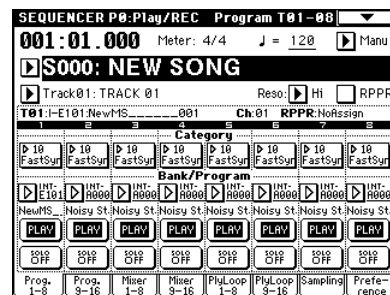 SEQUENCER P0:Play/REC Program T01-08
001:01.000 Meter: 4/4 ♩ = 120 Manu
S000: NEW SONG
Track01: TRACK 01 Reso: Hi RPPR
T01:I-E101:NewMS______001 Ch:01 RPPR:NoAssign
1 2 3 4 5 6 7 8
Category
10 10 10 10 10 10 10 10
FastSyn FastSyn FastSyn FastSyn FastSyn FastSyn FastSyn FastSyn
Bank/Program
INT- INT- INT- INT- INT- INT- INT- INT-
E101 A000 A000 A000 A000 A000 A000 A000
NewMS__ Noisy St Noisy St Noisy St Noisy St Noisy St Noisy St Noisy St
PLAY PLAY PLAY PLAY PLAY PLAY PLAY PLAY
SOLO SOLO SOLO SOLO SOLO SOLO SOLO SOLO
OFF OFF OFF OFF OFF OFF OFF OFF
Prog. Prog. Mixer Mixer PlyLoop PlyLoop Sampling Prefe-
1-8 9-16 1-8 9-16 1-8 9-16 rence